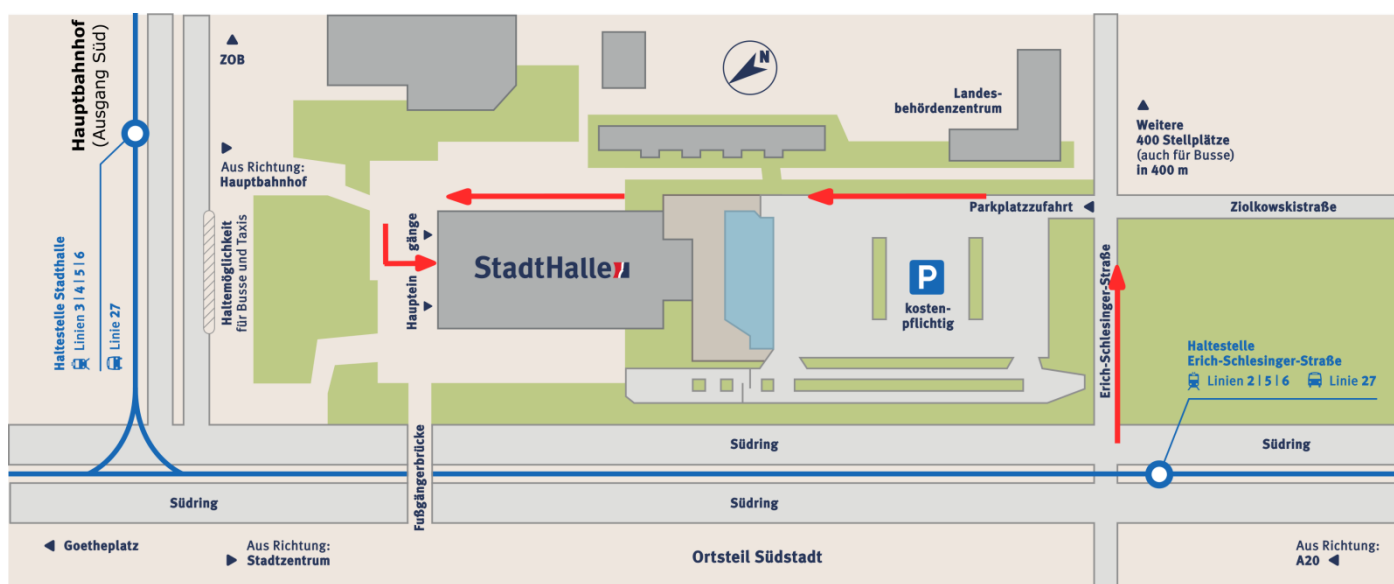 Hauptbahnhof
(Ausgang Süd)
ZOB
N
Landes-
behördenzentrum
Weitere
400 Stellplätze
(auch für Busse)
in 400 m
Aus Richtung:
Hauptbahnhof
Parkplatzzufahrt
Ziolkowskistraße
Haltestelle Stadthalle
Linien 3|4|5|6
Linie 27
Haltemöglichkeit
für Busse und Taxis
Hauptein gänge
StadtHalle
P
kosten-
pflichtig
Erich-Schlesinger-Straße
Haltestelle
Erich-Schlesinger-Straße
Linien 2|5|6 Linie 27
Fußgängerbrücke
Südring
Südring
Südring
Südring
Goetheplatz
Aus Richtung:
Stadtzentrum
Ortsteil Südstadt
Aus Richtung:
A20